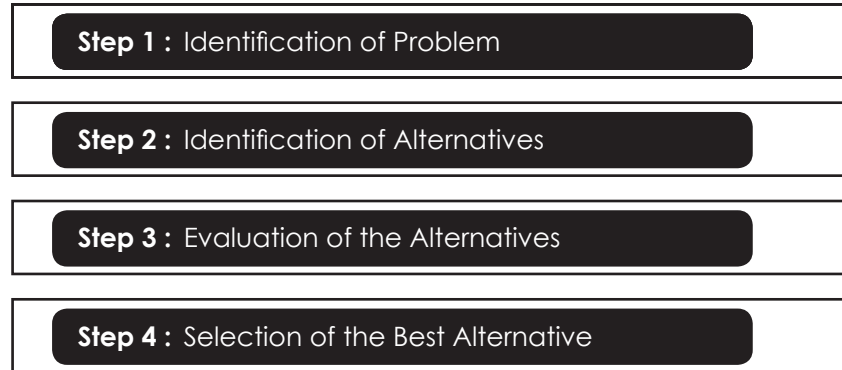 Step 1 : Identification of Problem
Step 2 : Identification of Alternatives
Step 3 : Evaluation of the Alternatives
Step 4 : Selection of the Best Alternative